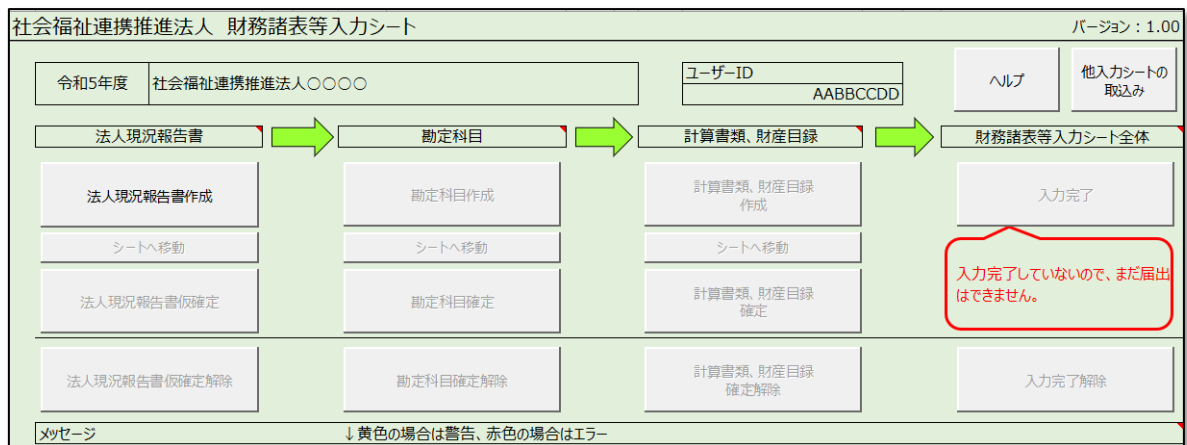 社会福祉連携推進法人 財務諸表等入力シート
バージョン：1.00
令和5年度
社会福祉連携推進法人○○○○
ユーザーID
AABBCCDD
ヘルプ
他入力シートの
取込み
法人現況報告書
勘定科目
計算書類、財産目録
財務諸表等入力シート全体
法人現況報告書作成
勘定科目作成
計算書類、財産目録
作成
入力完了
シートへ移動
シートへ移動
シートへ移動
入力完了していないので、まだ届出
はできません。
法人現況報告書仮確定
勘定科目確定
計算書類、財産目録
確定
法人現況報告書仮確定解除
勘定科目確定解除
計算書類、財産目録
確定解除
入力完了解除
メッセージ
↓黄色の場合は警告、赤色の場合はエラー